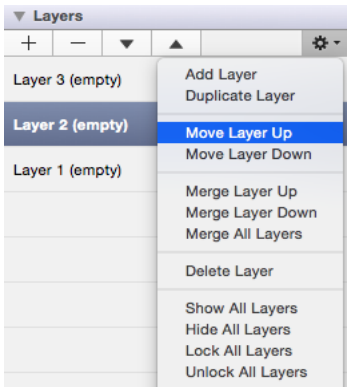 Layers
Layer 3 (empty)
Layer 2 (empty)
Layer 1 (empty)
Add Layer
Duplicate Layer
Move Layer Up
Move Layer Down
Merge Layer Up
Merge Layer Down
Merge All Layers
Delete Layer
Show All Layers
Hide All Layers
Lock All Layers
Unlock All Layers